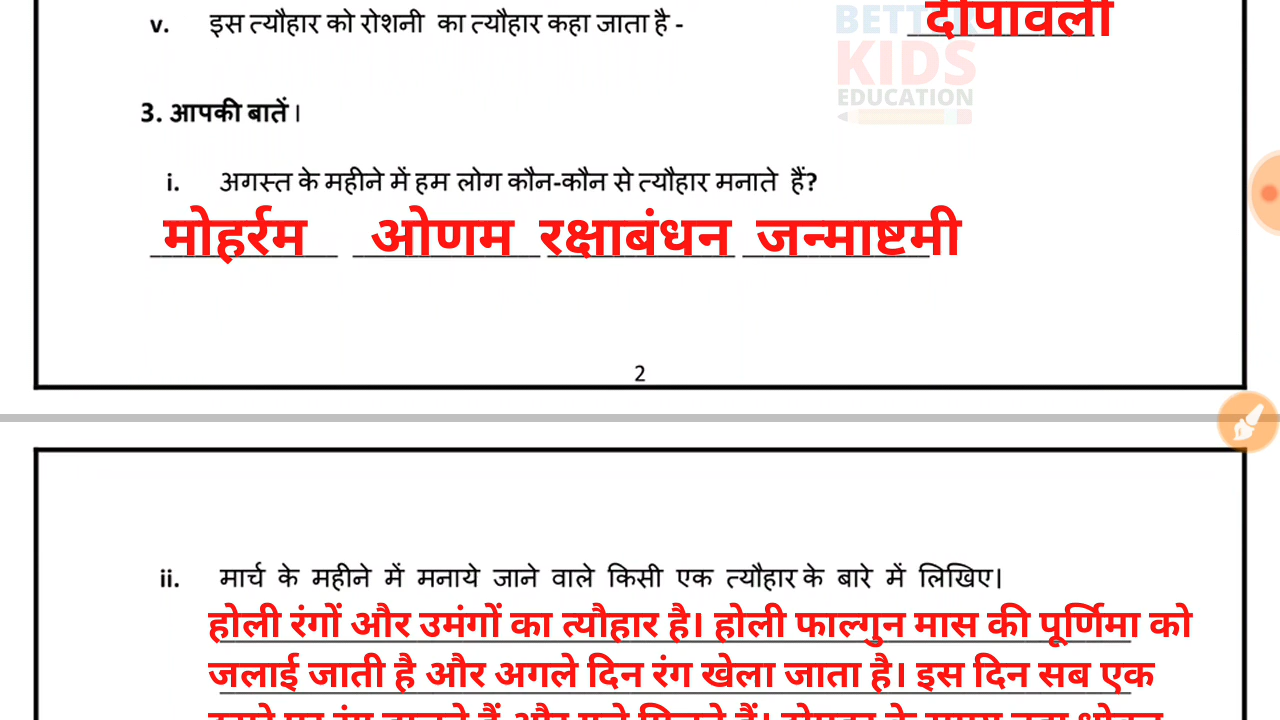 v. इस त्यौहार को रोशनी का त्यौहार कहा जाता है - दीपावली
BETTER
KIDS
EDUCATION
3. आपकी बातें।
i. अगस्त के महीने में हम लोग कौन-कौन से त्यौहार मनाते हैं?
मोहर्रम ओणम रक्षाबंधन जन्माष्टमी
2
ii. मार्च के महीने में मनाये जाने वाले किसी एक त्यौहार के बारे में लिखिए।
होली रंगों और उमंगों का त्यौहार है। होली फाल्गुन मास की पूर्णिमा को
जलाई जाती है और अगले दिन रंग खेला जाता है। इस दिन सब एक